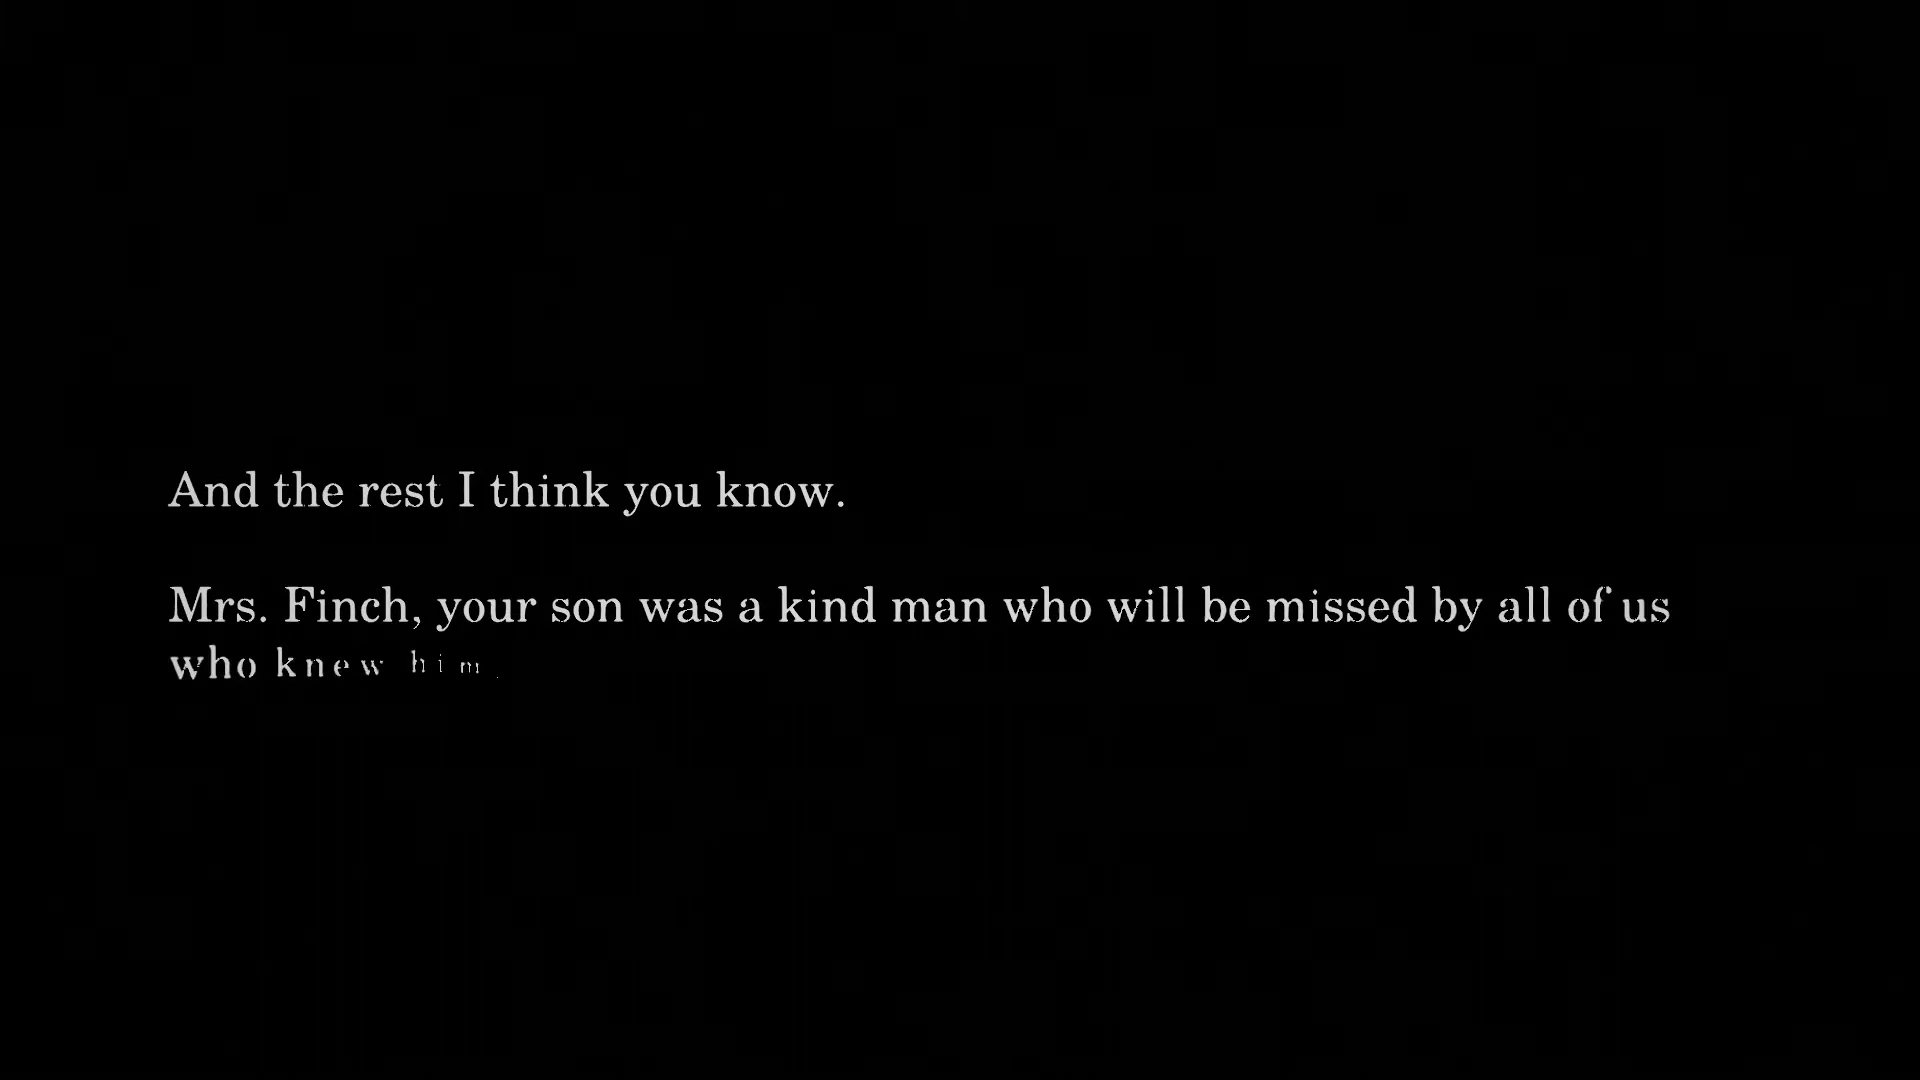 And the rest I think you know.
Mrs. Finch, your son was a kind man who will be missed by all of us
who knew him.